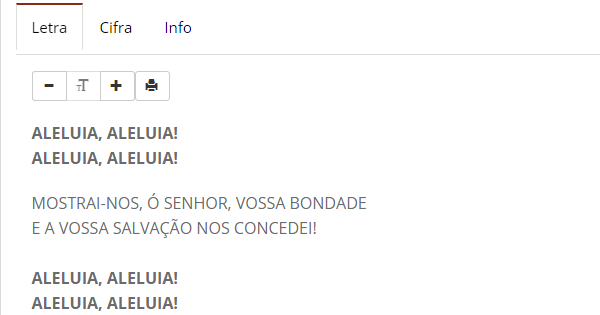 Letra Cifra Info
- T +
ALELUIA, ALELUIA!
ALELUIA, ALELUIA!
MOSTRAI-NOS, Ó SENHOR, VOSSA BONDADE
E A VOSSA SALVAÇÃO NOS CONCEDEI!
ALELUIA, ALELUIA!
ALELUIA, ALELUIA!